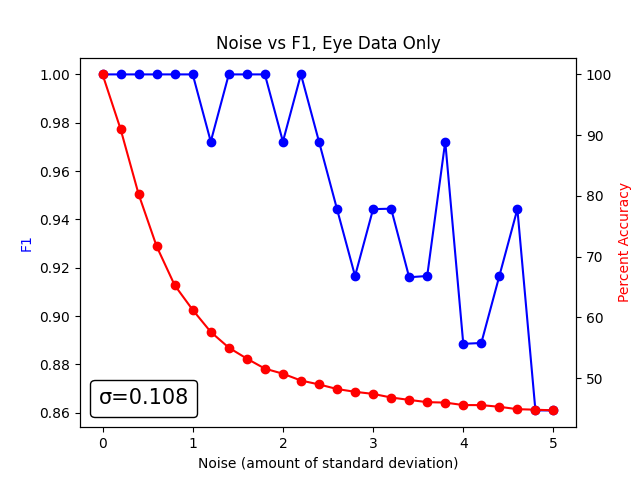 Noise vs F1, Eye Data Only
1.00
0.98
0.96
0.94
0.92
0.90
0.88
0.86
F1
100
90
80
70
60
50
Percent Accuracy
σ=0.108
0 1 2 3 4 5
Noise (amount of standard deviation)